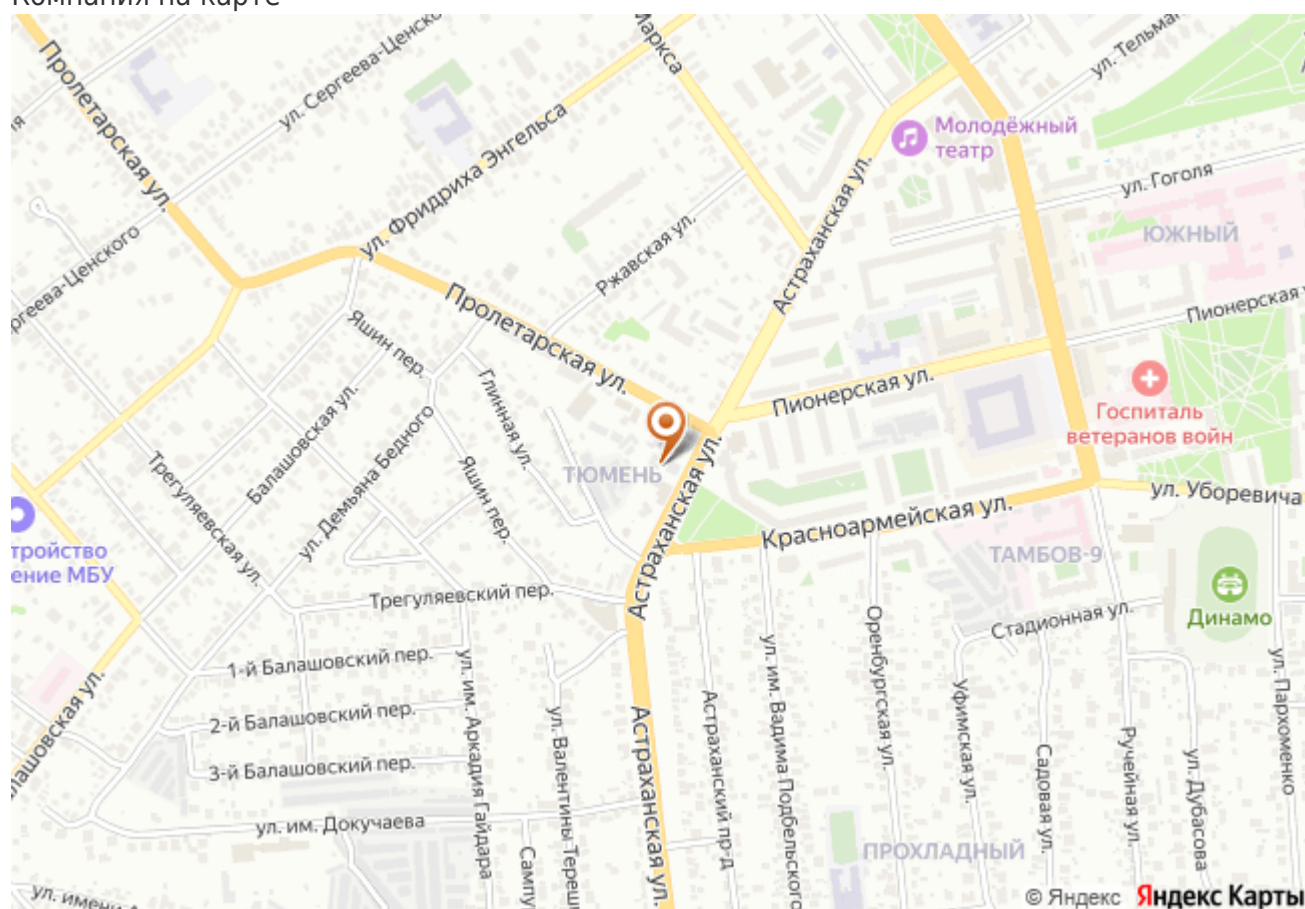 Компания на карте
Маркса
Пролетарская ул.
ул. Сергеева-Ценско
ул. Тельма
ул. Фридриха Энгельса
Молодёжный
театр
Астраханская ул.
ул. Гоголя
ЮЖНЫЙ
Ржавская ул.
ргеева-Ценского
Пролетарская ул.
Пионерская
Яшин пер.
Глинная ул.
Пионерская ул.
Госпиталь
ветеранов войн
Балашовская ул.
ул. Демьяна Бедного
Яшин пер.
ТЮМЕНЬ
Астраханская ул.
Трегуляевская ул.
ул. Уборевича
Красноармейская ул.
тройство
ение МБУ
ТАМБОВ-9
Трегуляевский пер.
Динамо
Стадионная ул.
1-й Балашовский пер.
2-й Балашовский пер.
3-й Балашовский пер.
лашовская ул.
ул. им. Аркадия Гайдара
ул. Валентины Тереш
Астраханская ул.
Астраханский пр-д
ул. им. Вадима Подбельского
Оренбургская ул.
Уфимская ул.
Садовая ул.
Ручейная ул.
ул. Дубасова
ул. Пархоменко
ул. им. Докучаева
Сампу
ПРОХЛАДНЫЙ
ул. имени
© Яндекс Яндекс Карты